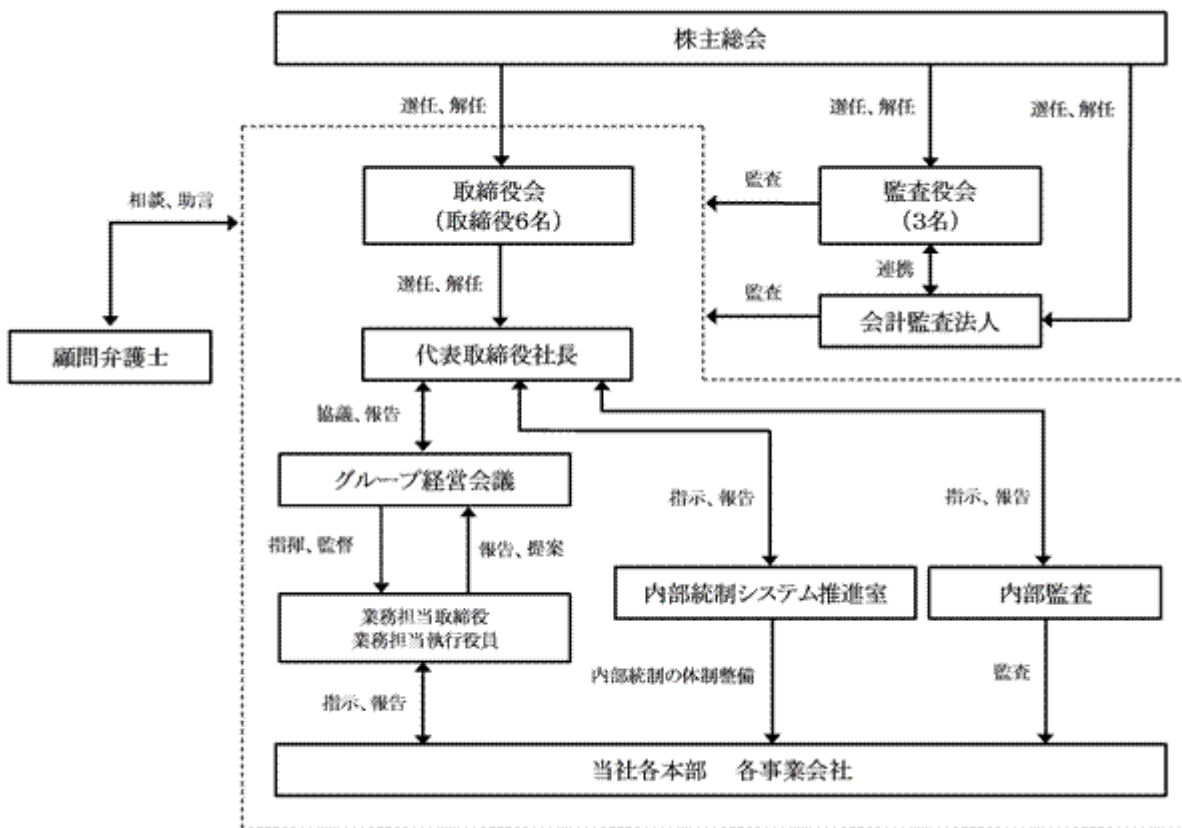 株主総会
選任、解任
選任、解任
選任、解任
取締役会
(取締役6名)
監査
監査役会
(3名)
相談、助言
連携
選任、解任
監査
会計監査法人
顧問弁護士
代表取締役社長
協議、報告
グループ経営会議
指示、報告
指示、報告
指揮、監督
報告、提案
業務担当取締役
業務担当執行役員
内部統制システム推進室
内部監査
内部統制の体制整備
監査
指示、報告
当社各本部 各事業会社